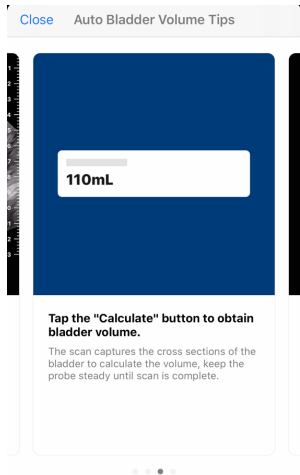 Close Auto Bladder Volume Tips
110mL
Tap the "Calculate" button to obtain
bladder volume.
The scan captures the cross sections of the
bladder to calculate the volume, keep the
probe steady until scan is complete.